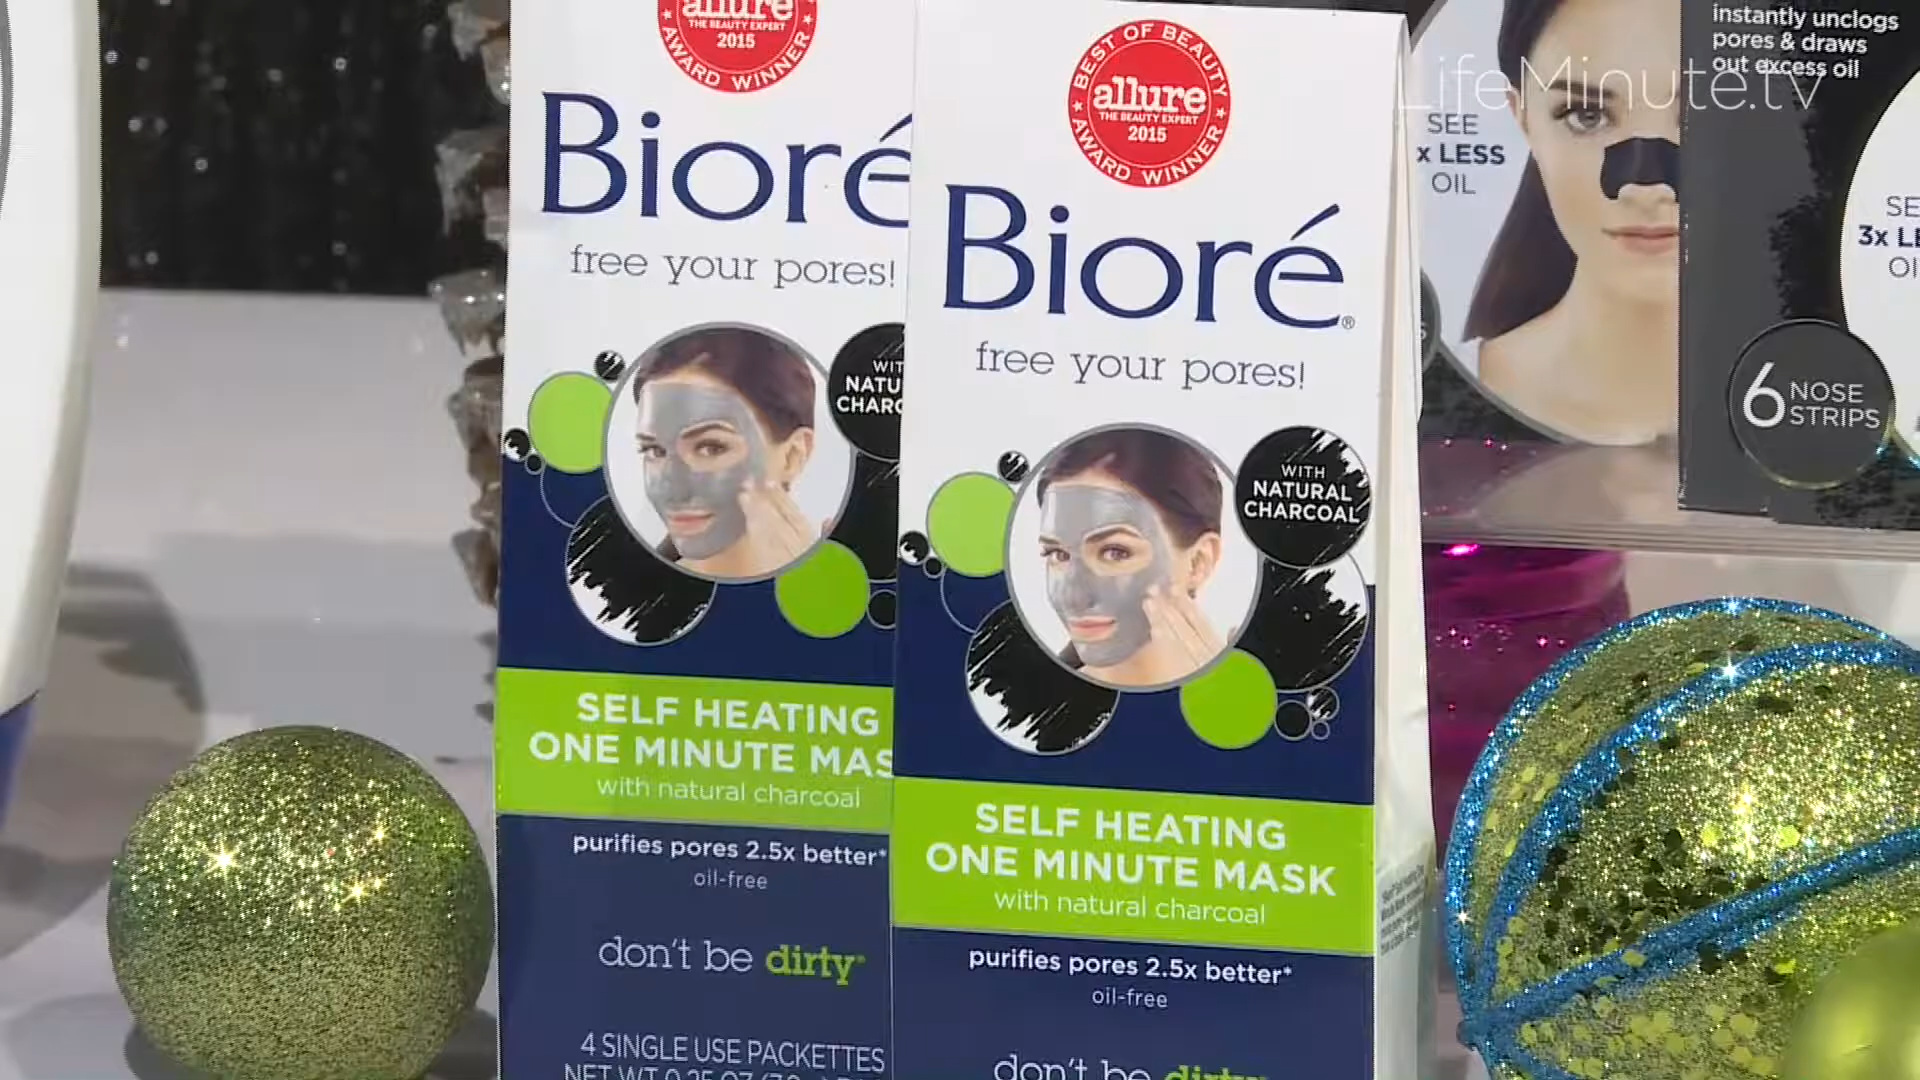 allure
THE BEAUTY EXPERT
2015
AWARD WINNER
Bioré
free your pores!
NATU
SELF HEATING
ONE MINUTE MAS
with natural charcoal
purifies pores 2.5x better*
oil-free
don't be dirty®
4 SINGLE USE PACKETTES
BEST OF BEAUTY
allure
THE BEAUTY EXPERT
2015
AWARD WINNER
Bioré®
free your pores!
WITH
NATURAL
CHARCOAL
SELF HEATING
ONE MINUTE MASK
with natural charcoal
purifies pores 2.5x better*
oil-free
don't be dirty
SEE
x LESS
OIL
instantly unclogs
pores & draws
out excess oil
LifeMinute.tv
SE
3x LE
OI
6 NOSE
STRIPS